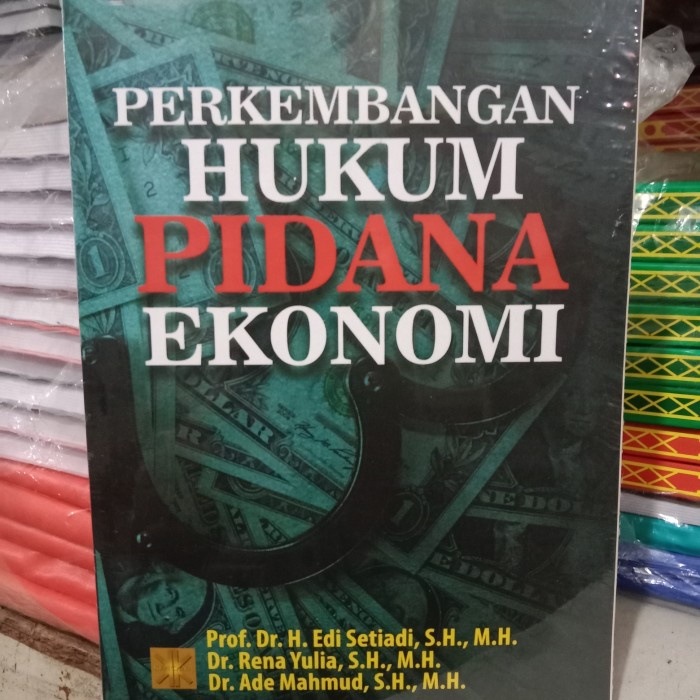 PERKEMBANGAN
HUKUM
PIDANA
EKONOMI
Prof. Dr. H. Edi Setiadi, S.H., M.H.
Dr. Rena Yulia, S.H., M.H.
Dr. Ade Mahmud, S.H., M.H.